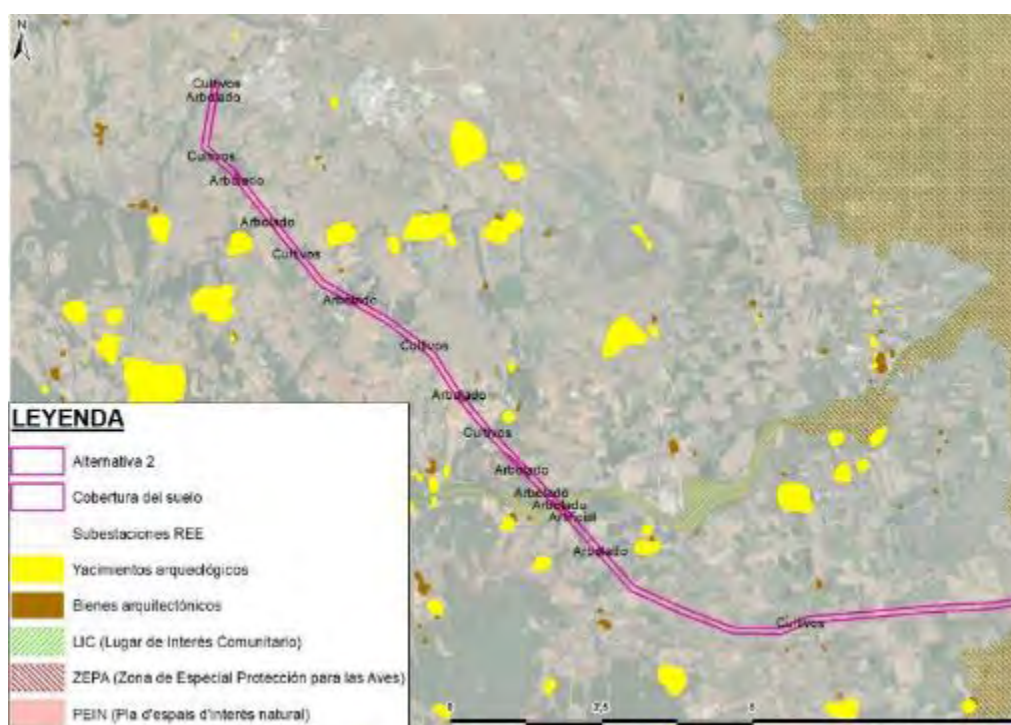 N
Cultivos
Arbolado
Cultivos
Arbolado
Arbolado
Cultivos
Arbolado
Cultivos
Arbolado
Cultivos
Arbolado
Arbolado
Arbolado
Artificial
Arbolado
Cultivos
LEYENDA
Alternativa 2
Cobertura del suelo
Subestaciones REE
Yacimientos arqueológicos
Bienes arquitectónicos
LIC (Lugar de Interés Comunitario)
ZEPA (Zona de Especial Protección para las Aves)
PEIN (Pla d'espais d'interés natural)
0 2,5 5